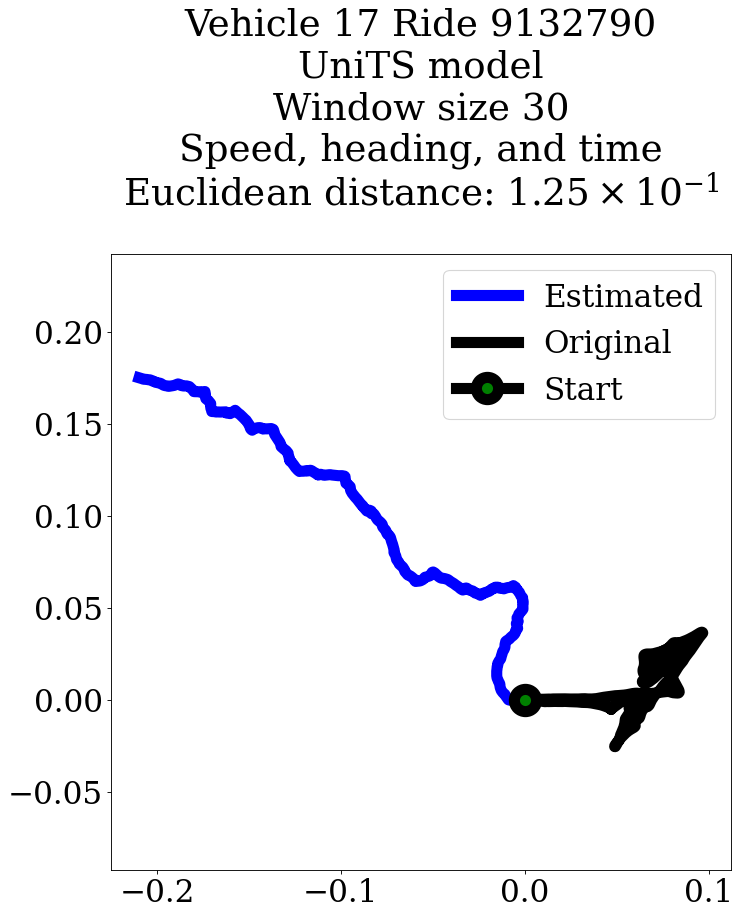 Vehicle 17 Ride 9132790
UniTS model
Window size 30
Speed, heading, and time
Euclidean distance: 1.25 × 10⁻¹
Estimated
Original
Start
0.20
0.15
0.10
0.05
0.00
−0.05
−0.2 −0.1 0.0 0.1